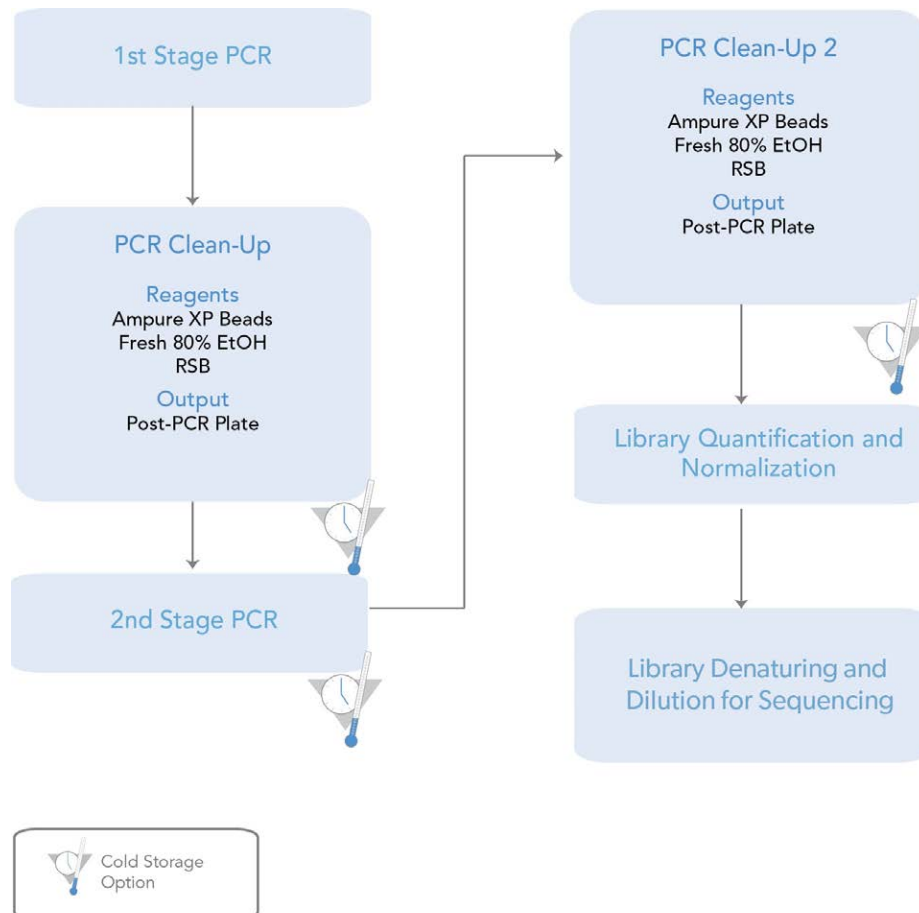 1st Stage PCR
PCR Clean-Up
Reagents
Ampure XP Beads
Fresh 80% EtOH
RSB
Output
Post-PCR Plate
2nd Stage PCR
PCR Clean-Up 2
Reagents
Ampure XP Beads
Fresh 80% EtOH
RSB
Output
Post-PCR Plate
Library Quantification and
Normalization
Library Denaturing and
Dilution for Sequencing
Cold Storage
Option